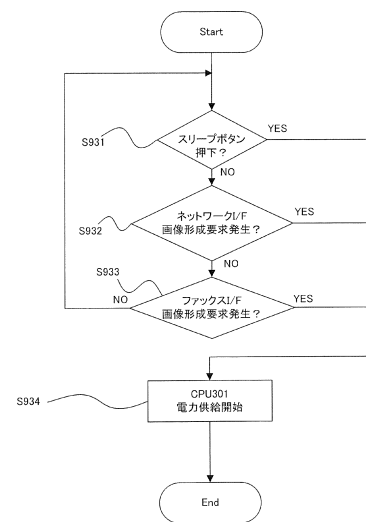 Start
S931
スリープボタン
押下？
YES
NO
S932
ネットワークI/F
画像形成要求発生？
YES
NO
S933
ファックスI/F
画像形成要求発生？
NO
YES
S934
CPU301
電力供給開始
End